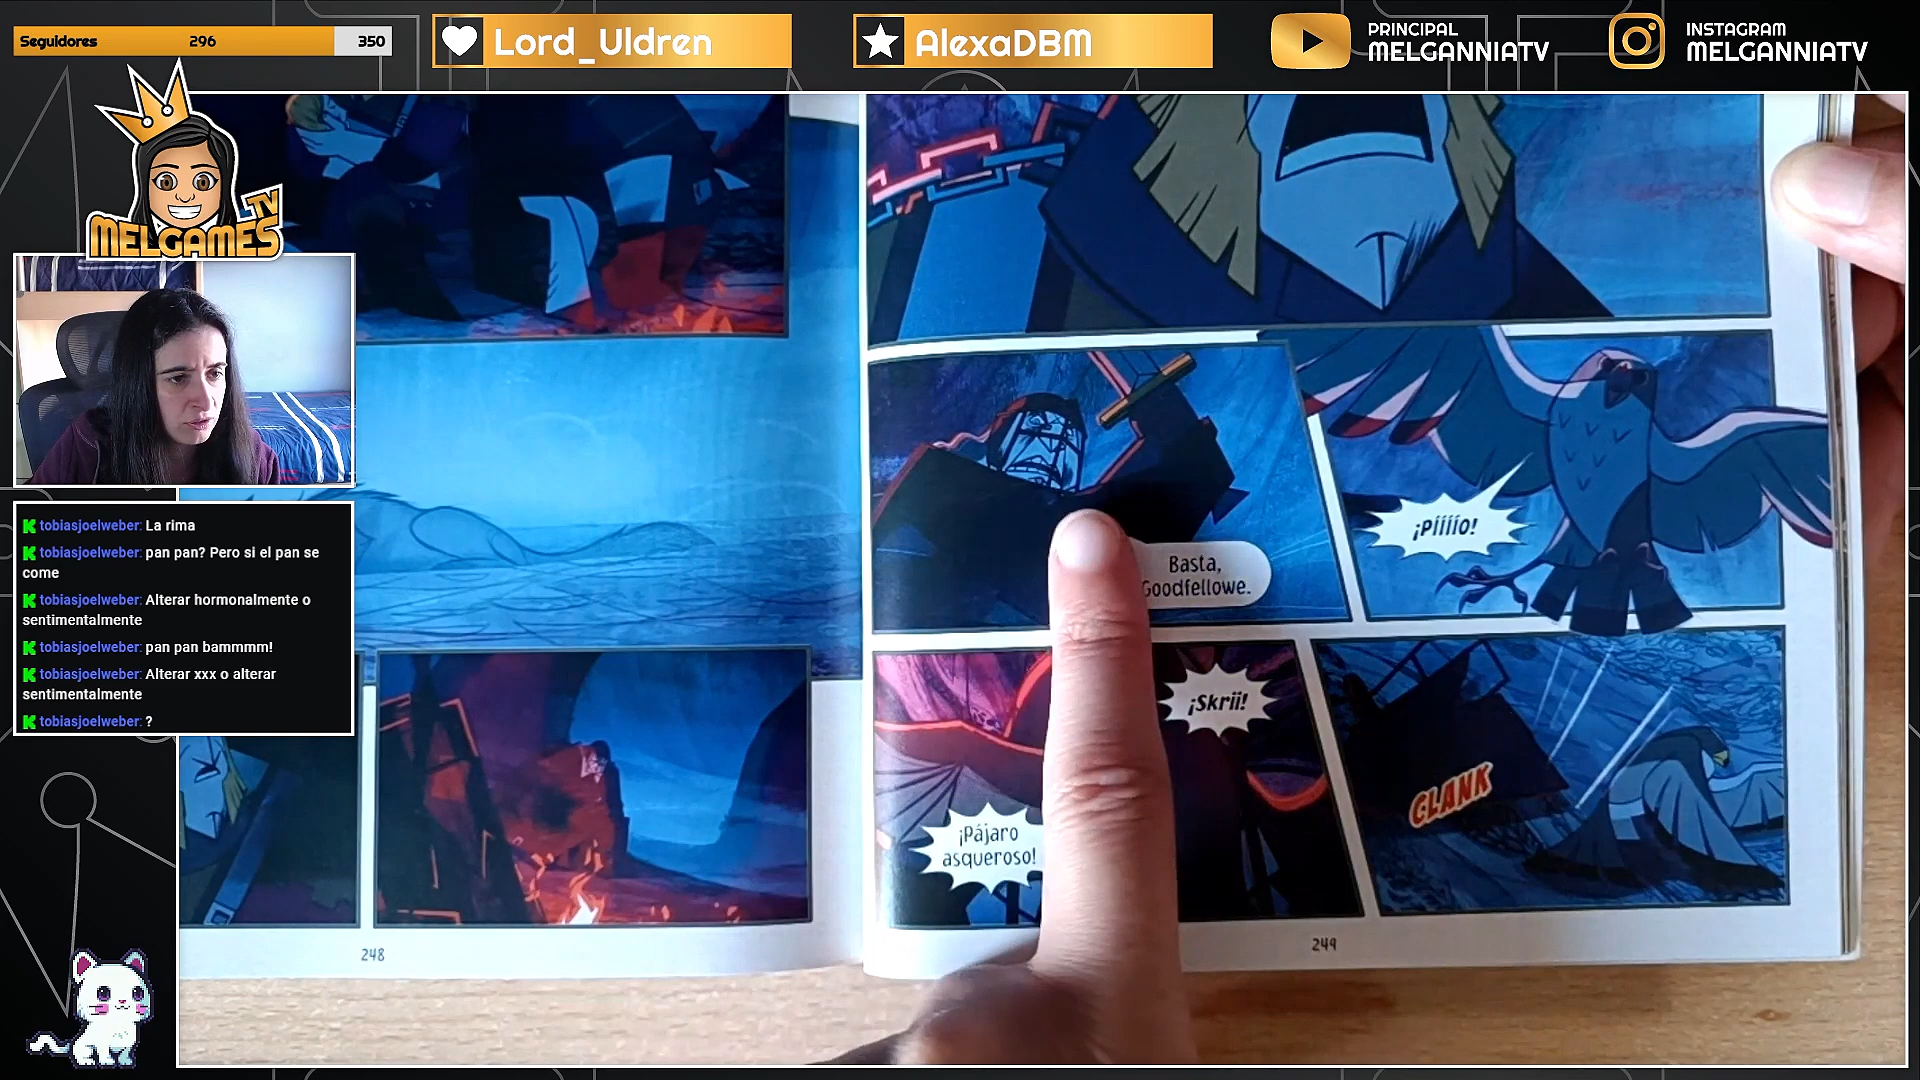 Seguidores 296 350
Lord_Uldren
AlexaDBM
PRINCIPAL
MELGANNIATV
INSTAGRAM
MELGANNIATV
MELGAMES
TV
tobiasjoelweber: La rima
tobiasjoelweber: pan pan? Pero si el pan se
come
tobiasjoelweber: Alterar hormonalmente o
sentimentalmente
tobiasjoelweber: pan pan bammmm!
tobiasjoelweber: Alterar xxx o alterar
sentimentalmente
tobiasjoelweber: ?
Basta,
Goodfellowe.
¡Píííío!
¡Pájaro
asqueroso!
¡Skrii!
CLANK
248
249